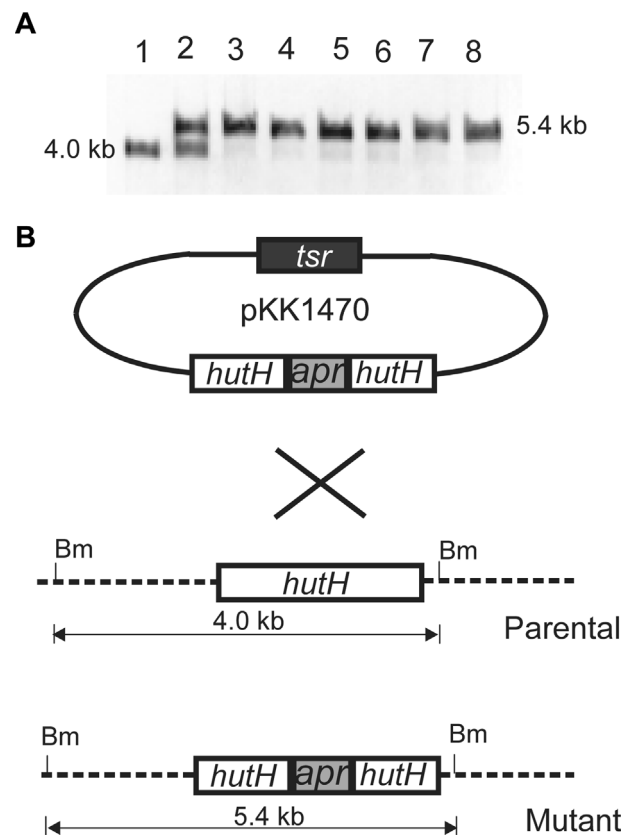 A
1 2 3 4 5 6 7 8
4.0 kb
5.4 kb
B
tsr
pKK1470
hutH apr hutH
Bm Bm
hutH
4.0 kb
Parental
Bm Bm
hutH apr hutH
5.4 kb
Mutant